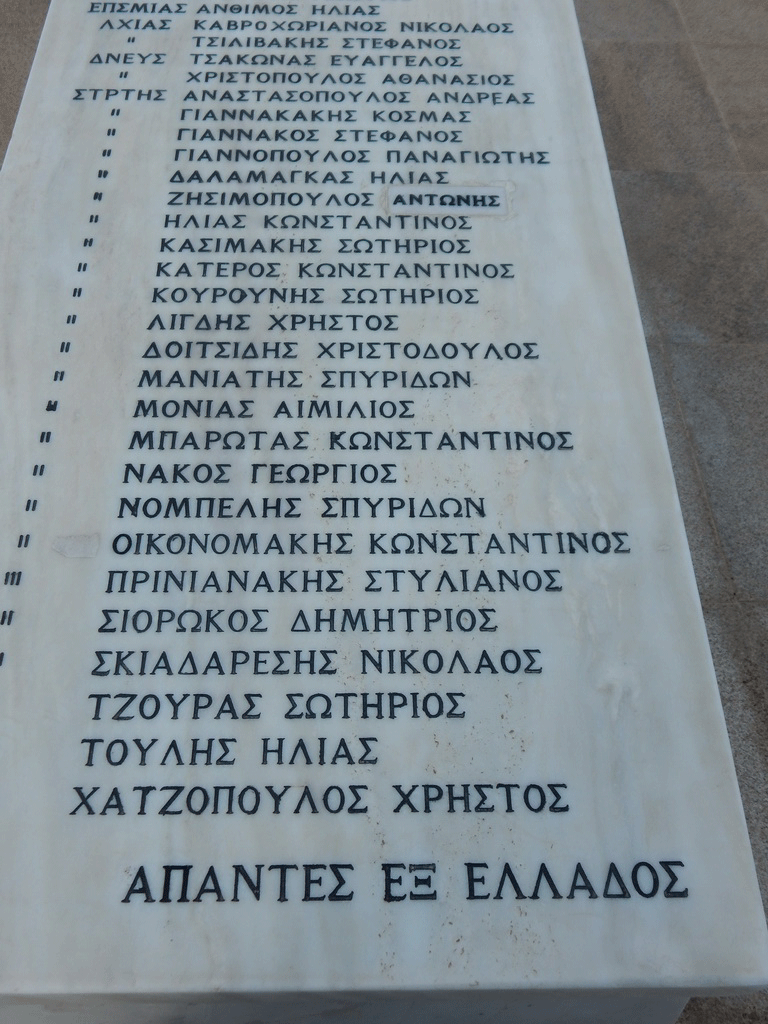 ΕΠΣΜΙΑΣ ΑΝΘΙΜΟΣ ΗΛΙΑΣ
ΛΧΙΑΣ ΚΑΒΡΟΧΩΡΙΑΝΟΣ ΝΙΚΟΛΑΟΣ
" ΤΣΙΛΙΒΑΚΗΣ ΣΤΕΦΑΝΟΣ
ΔΝΕΥΣ ΤΣΑΚΩΝΑΣ ΕΥΑΓΓΕΛΟΣ
" ΧΡΙΣΤΟΠΟΥΛΟΣ ΑΘΑΝΑΣΙΟΣ
ΣΤΡΤΗΣ ΑΝΑΣΤΑΣΟΠΟΥΛΟΣ ΑΝΔΡΕΑΣ
" ΓΙΑΝΝΑΚΑΚΗΣ ΚΟΣΜΑΣ
" ΓΙΑΝΝΑΚΟΣ ΣΤΕΦΑΝΟΣ
" ΓΙΑΝΝΟΠΟΥΛΟΣ ΠΑΝΑΓΙΩΤΗΣ
" ΔΑΛΑΜΑΓΚΑΣ ΗΛΙΑΣ
" ΖΗΣΙΜΟΠΟΥΛΟΣ ΑΝΤΩΝΗΣ
" ΗΛΙΑΣ ΚΩΝΣΤΑΝΤΙΝΟΣ
" ΚΑΣΙΜΑΚΗΣ ΣΩΤΗΡΙΟΣ
" ΚΑΤΕΡΟΣ ΚΩΝΣΤΑΝΤΙΝΟΣ
" ΚΟΥΡΟΥΝΗΣ ΣΩΤΗΡΙΟΣ
" ΛΙΓΔΗΣ ΧΡΗΣΤΟΣ
" ΔΟΙΤΣΙΔΗΣ ΧΡΙΣΤΟΔΟΥΛΟΣ
" ΜΑΝΙΑΤΗΣ ΣΠΥΡΙΔΩΝ
" ΜΟΝΙΑΣ ΑΙΜΙΛΙΟΣ
" ΜΠΑΡΩΤΑΣ ΚΩΝΣΤΑΝΤΙΝΟΣ
" ΝΑΚΟΣ ΓΕΩΡΓΙΟΣ
" ΝΟΜΠΕΛΗΣ ΣΠΥΡΙΔΩΝ
" ΟΙΚΟΝΟΜΑΚΗΣ ΚΩΝΣΤΑΝΤΙΝΟΣ
" ΠΡΙΝΙΑΝΑΚΗΣ ΣΤΥΛΙΑΝΟΣ
" ΣΙΟΡΩΚΟΣ ΔΗΜΗΤΡΙΟΣ
" ΣΚΙΑΔΑΡΕΣΗΣ ΝΙΚΟΛΑΟΣ
ΤΖΟΥΡΑΣ ΣΩΤΗΡΙΟΣ
ΤΟΥΛΗΣ ΗΛΙΑΣ
ΧΑΤΖΟΠΟΥΛΟΣ ΧΡΗΣΤΟΣ
ΑΠΑΝΤΕΣ ΕΞ ΕΛΛΑΔΟΣ